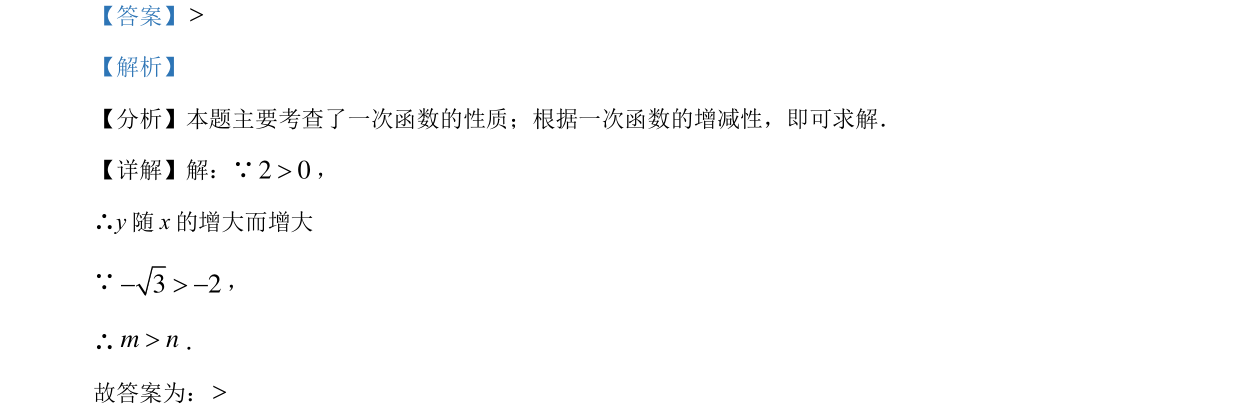 【答案】>
【解析】
【分析】本题主要考查了一次函数的性质；根据一次函数的增减性，即可求解．
【详解】解：∵2>0，
∴y 随 x 的增大而增大
∵ −√3 > −2，
∴ m > n．
故答案为：>